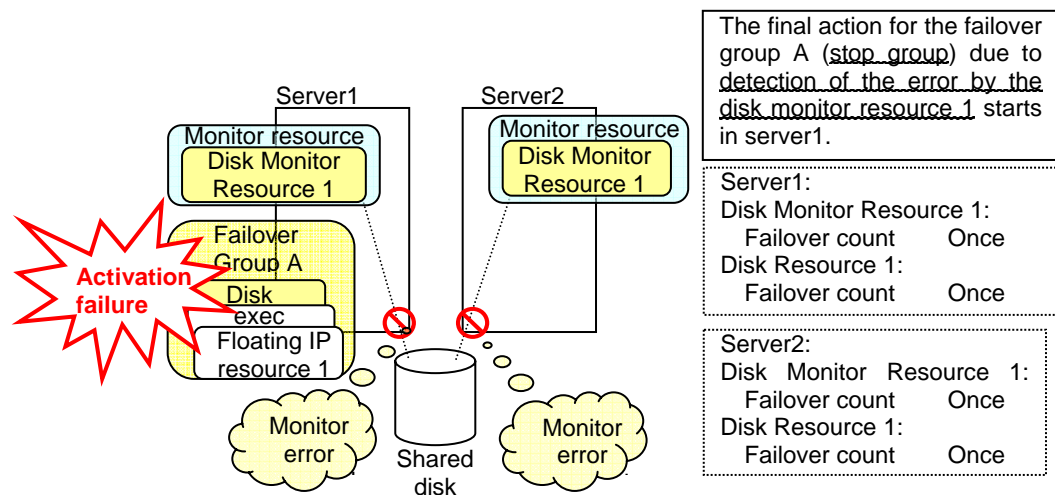 Server1
Monitor resource
Disk Monitor
Resource 1
Failover
Group A
Activation
failure
Disk
exec
Floating IP
resource 1
Monitor
error
Shared
disk
Server2
Monitor resource
Disk Monitor
Resource 1
Monitor
error
The final action for the failover
group A (stop group) due to
detection of the error by the
disk monitor resource 1 starts
in server1.
Server1:
Disk Monitor Resource 1:
Failover count Once
Disk Resource 1:
Failover count Once
Server2:
Disk Monitor Resource 1:
Failover count Once
Disk Resource 1:
Failover count Once